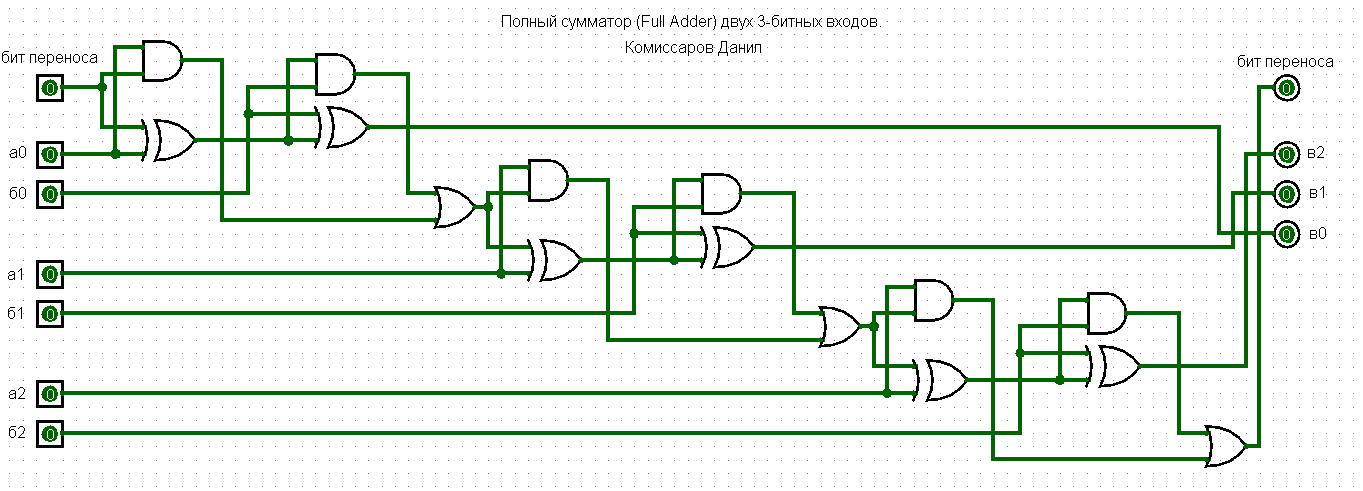 Полный сумматор (Full Adder) двух 3-битных входов.
Комиссаров Данил
бит переноса
0
а0
0
б0
0
а1
0
б1
0
а2
0
б2
0
бит переноса
0
0
в2
0
в1
0
в0